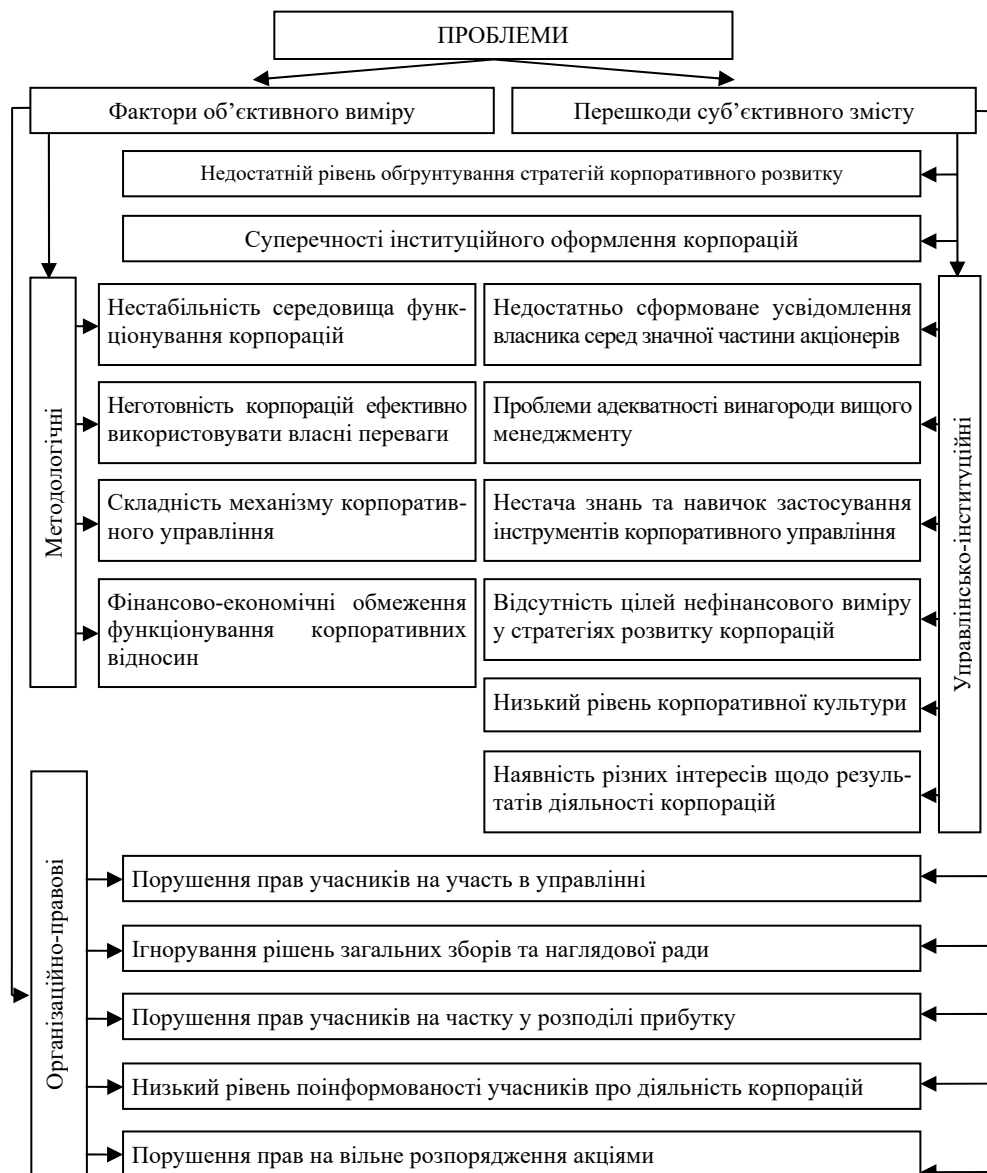 ПРОБЛЕМИ
Фактори об’єктивного виміру
Перешкоди суб’єктивного змісту
Недостатній рівень обґрунтування стратегій корпоративного розвитку
Суперечності інституційного оформлення корпорацій
Методологічні
Нестабільність середовища функ-
ціонування корпорацій
Неготовність корпорацій ефективно
використовувати власні переваги
Складність механізму корпоратив-
ного управління
Фінансово-економічні обмеження
функціонування корпоративних
відносин
Недостатньо сформоване усвідомлення
власника серед значної частини акціонерів
Проблеми адекватності винагороди вищого
менеджменту
Нестача знань та навичок застосування
інструментів корпоративного управління
Відсутність цілей нефінансового виміру
у стратегіях розвитку корпорацій
Низький рівень корпоративної культури
Наявність різних інтересів щодо резуль-
татів діяльності корпорацій
Управлінсько-інституційні
Організаційно-правові
Порушення прав учасників на участь в управлінні
Ігнорування рішень загальних зборів та наглядової ради
Порушення прав учасників на частку у розподілі прибутку
Низький рівень поінформованості учасників про діяльність корпорацій
Порушення прав на вільне розпорядження акціями